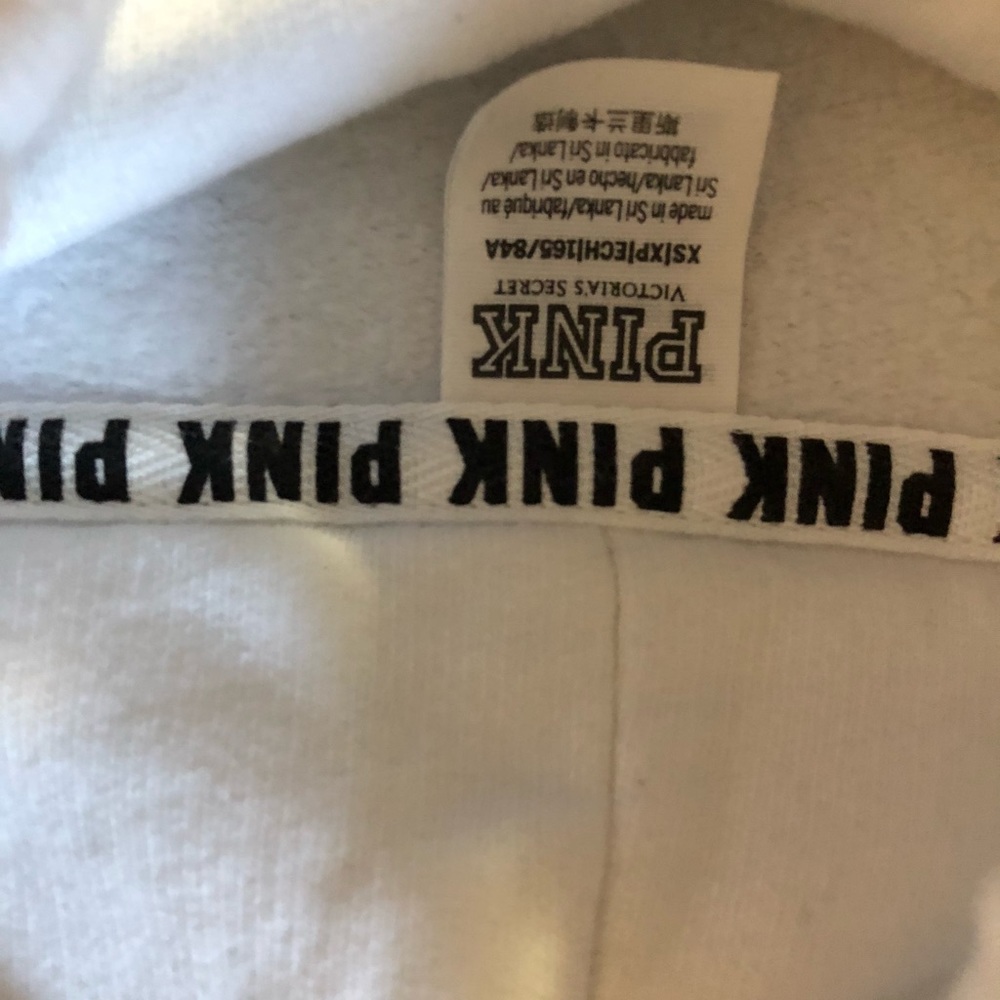 PINK PINK PINK PIN
PINK
VICTORIA'S SECRET
XS|XP|ECH|165/84A
made in Sri Lanka/fabriqué au
Sri Lanka/hecho en Sri Lanka/
fabbricato in Sri Lanka/
斯里兰卡制造